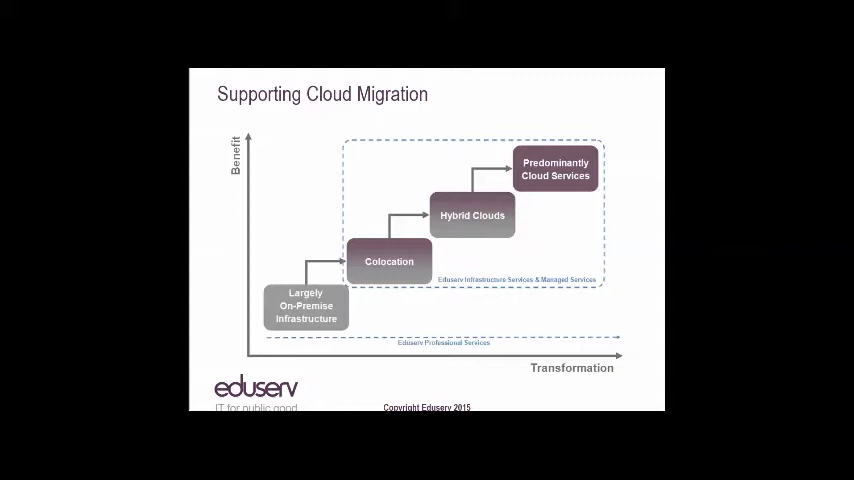 Supporting Cloud Migration
Benefit
Predominantly
Cloud Services
Hybrid Clouds
Colocation
Eduserv Infrastructure Services & Managed Services
Largely
On-Premise
Infrastructure
Eduserv Professional Services
Transformation
eduserv
IT for public good
Copyright Eduserv 2015